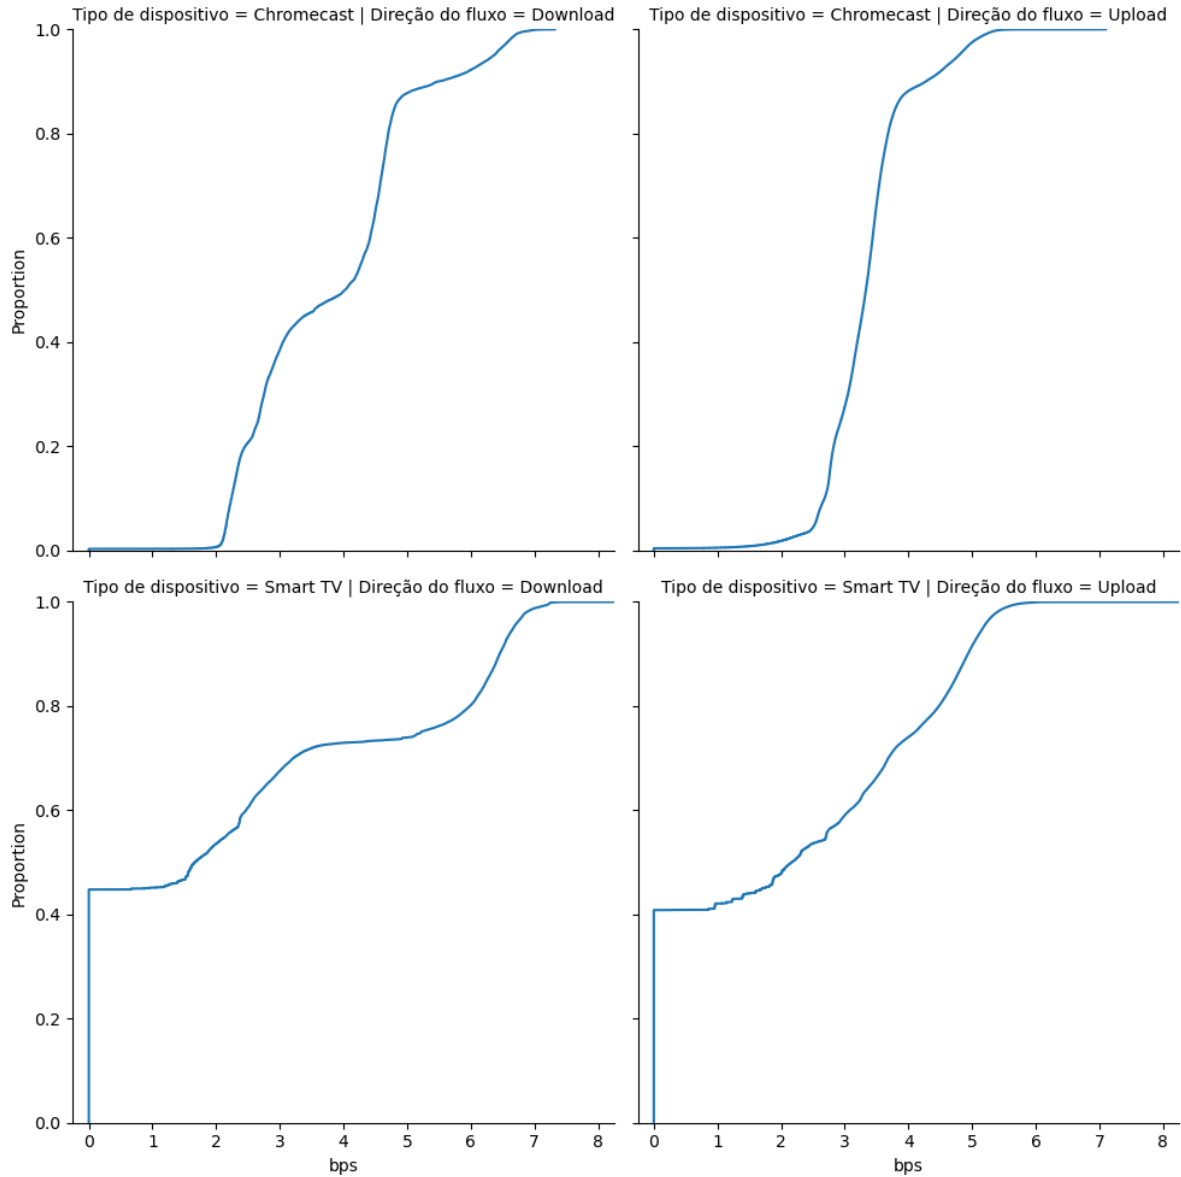 Tipo de dispositivo = Chromecast | Direção do fluxo = Download
Tipo de dispositivo = Chromecast | Direção do fluxo = Upload
1.0
0.8
0.6
0.4
0.2
0.0
Proportion
Tipo de dispositivo = Smart TV | Direção do fluxo = Download
Tipo de dispositivo = Smart TV | Direção do fluxo = Upload
1.0
0.8
0.6
0.4
0.2
0.0
Proportion
0 1 2 3 4 5 6 7 8
0 1 2 3 4 5 6 7 8
bps
bps